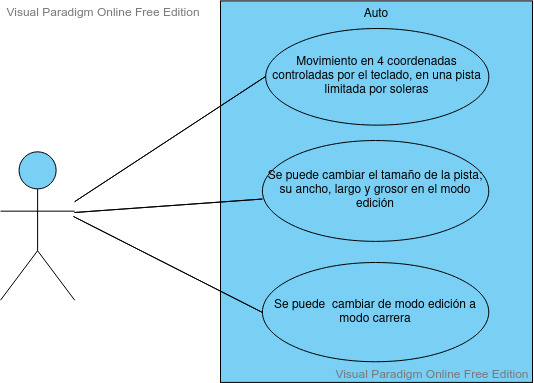 Visual Paradigm Online Free Edition
Auto
Movimiento en 4 coordenadas
controladas por el teclado, en una pista
limitada por soleras
Se puede cambiar el tamaño de la pista,
su ancho, largo y grosor en el modo
edición
Se puede cambiar de modo edición a
modo carrera
Visual Paradigm Online Free Edition